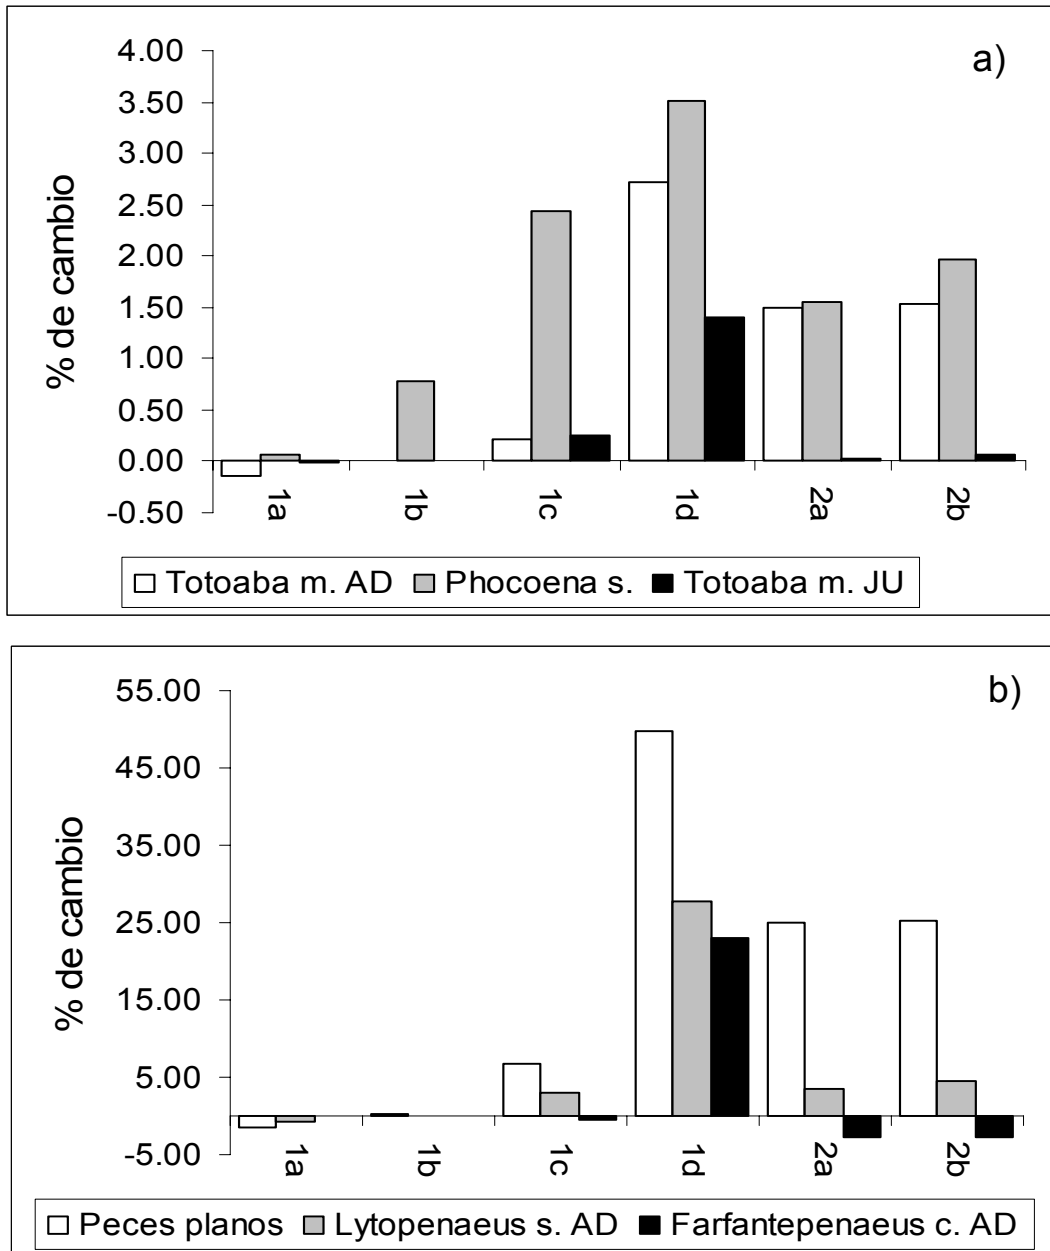 a)
% de cambio
4.00
3.50
3.00
2.50
2.00
1.50
1.00
0.50
0.00
-0.50
1a 1b 1c 1d 2a 2b
Totoaba m. AD Phocoena s. Totoaba m. JU
b)
% de cambio
55.00
45.00
35.00
25.00
15.00
5.00
-5.00
1a 1b 1c 1d 2a 2b
Peces planos Lytopenaeus s. AD Farfantepenaeus c. AD